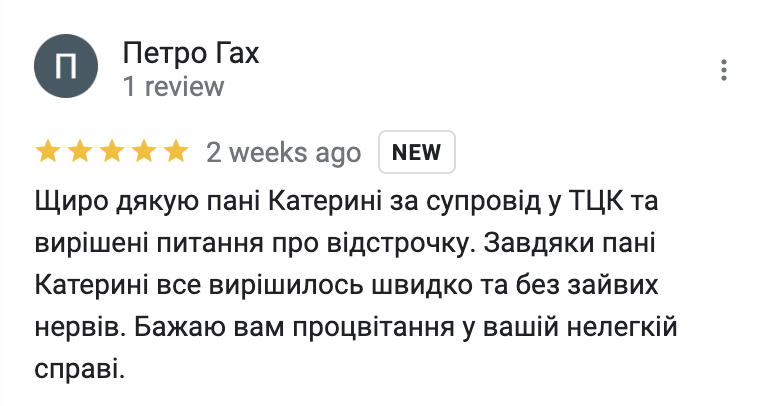 П
Петро Гах
1 review
2 weeks ago NEW
Щиро дякую пані Катерині за супровід у ТЦК та
вирішені питання про відстрочку. Завдяки пані
Катерині все вирішилось швидко та без зайвих
нервів. Бажаю вам процвітання у вашій нелегкій
справі.